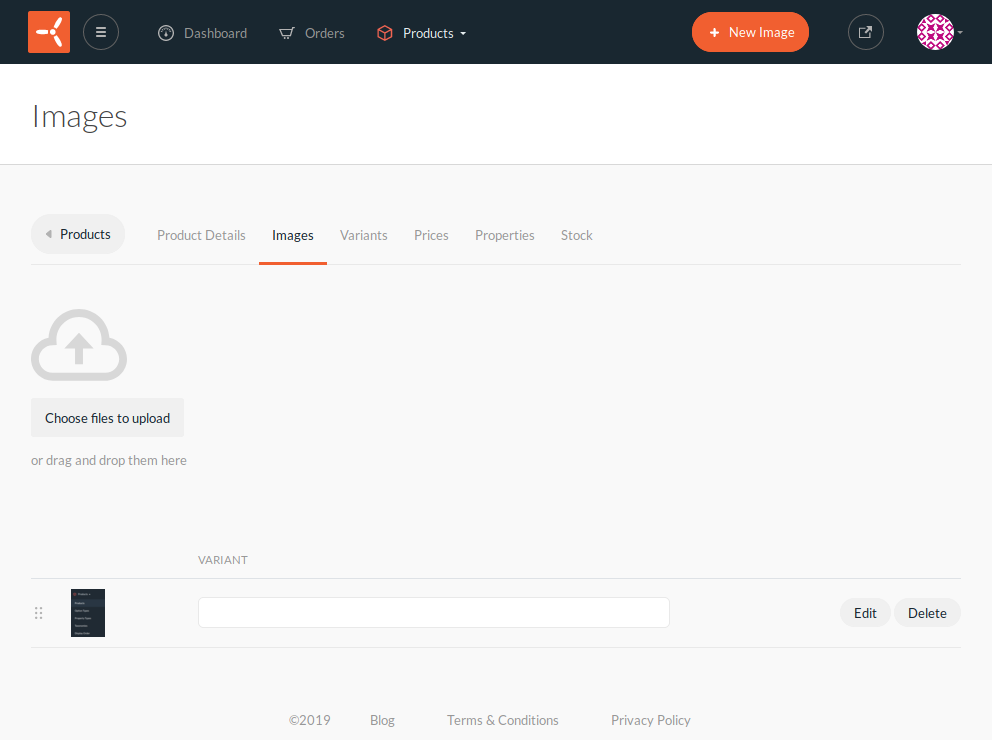 Dashboard Orders Products New Image
Images
Products Product Details Images Variants Prices Properties Stock
Choose files to upload
or drag and drop them here
VARIANT
Edit Delete
©2019 Blog Terms & Conditions Privacy Policy